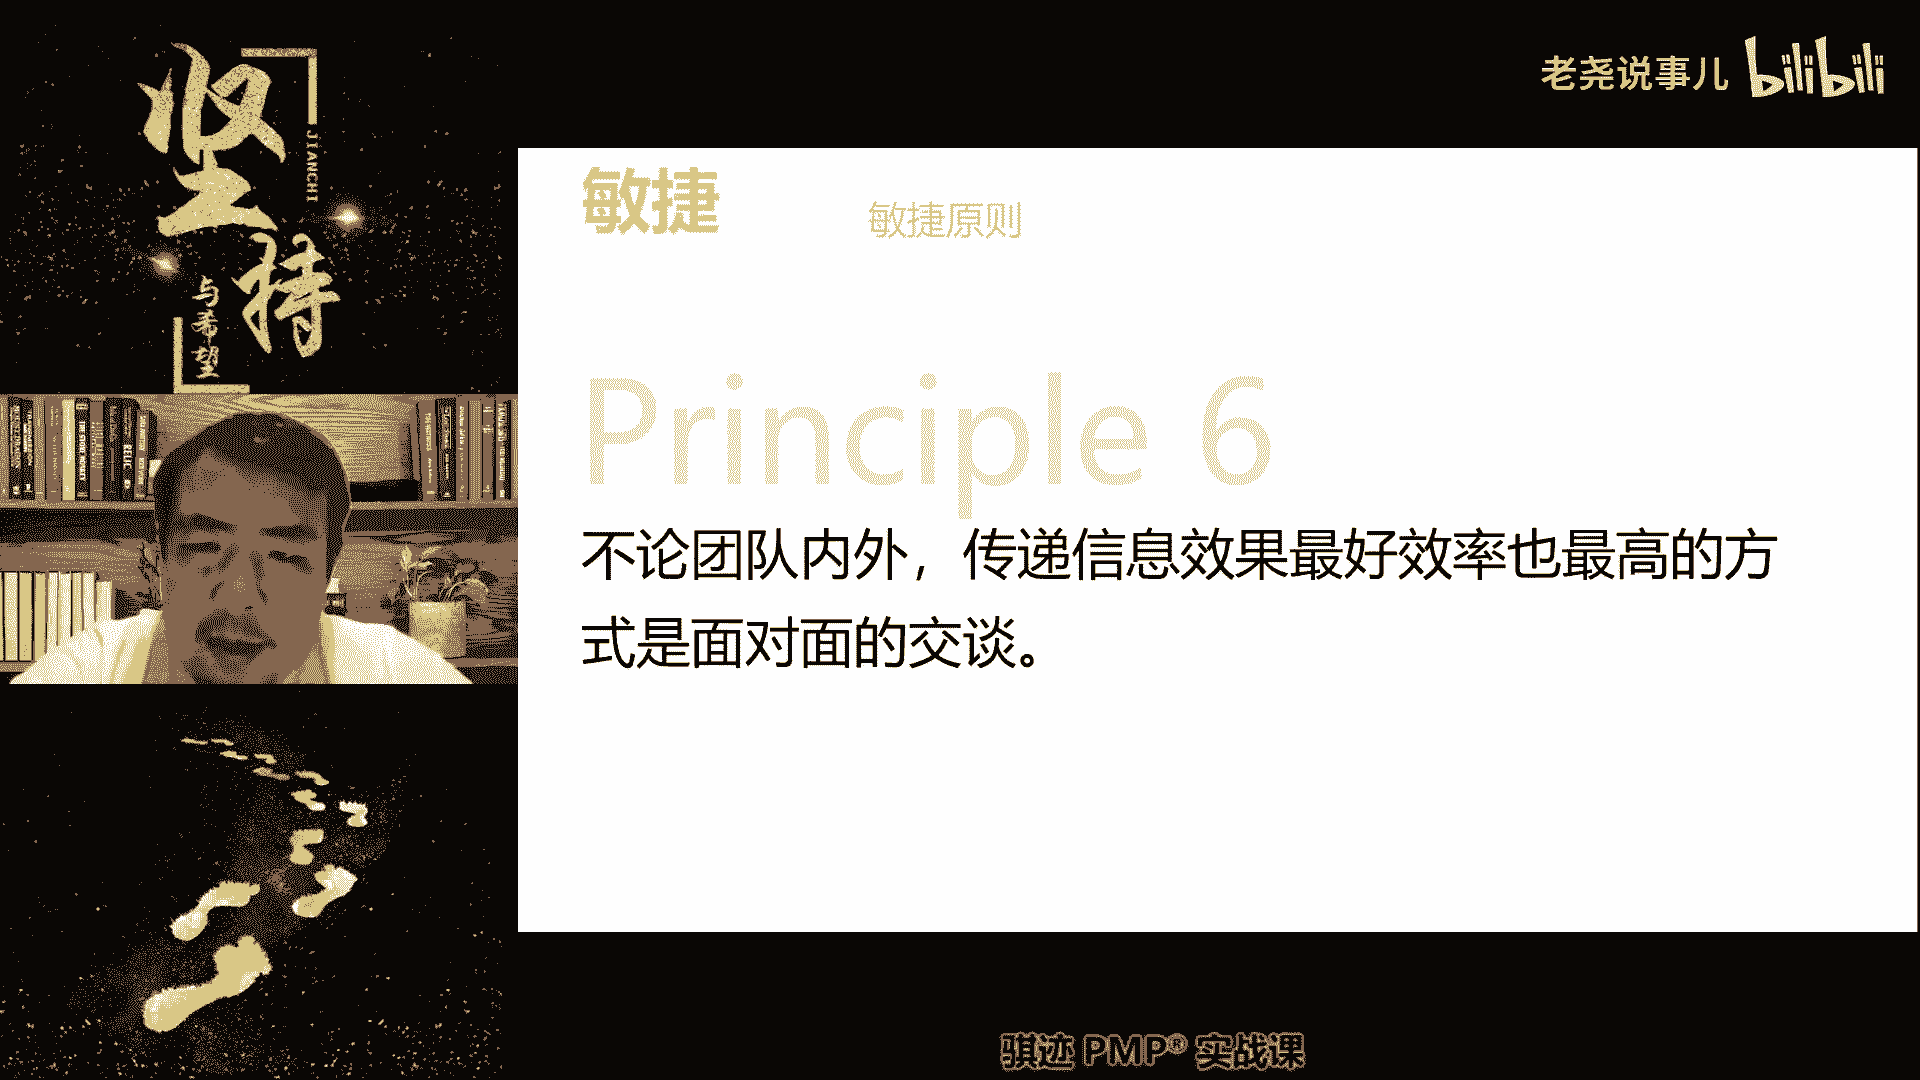 坚持
JIANCHI
与希望
老尧说事儿 bilibili
敏捷
敏捷原则
Principle 6
不论团队内外，传递信息效果最好效率也最高的方
式是面对面的交谈。
骐迹 PMP® 实战课